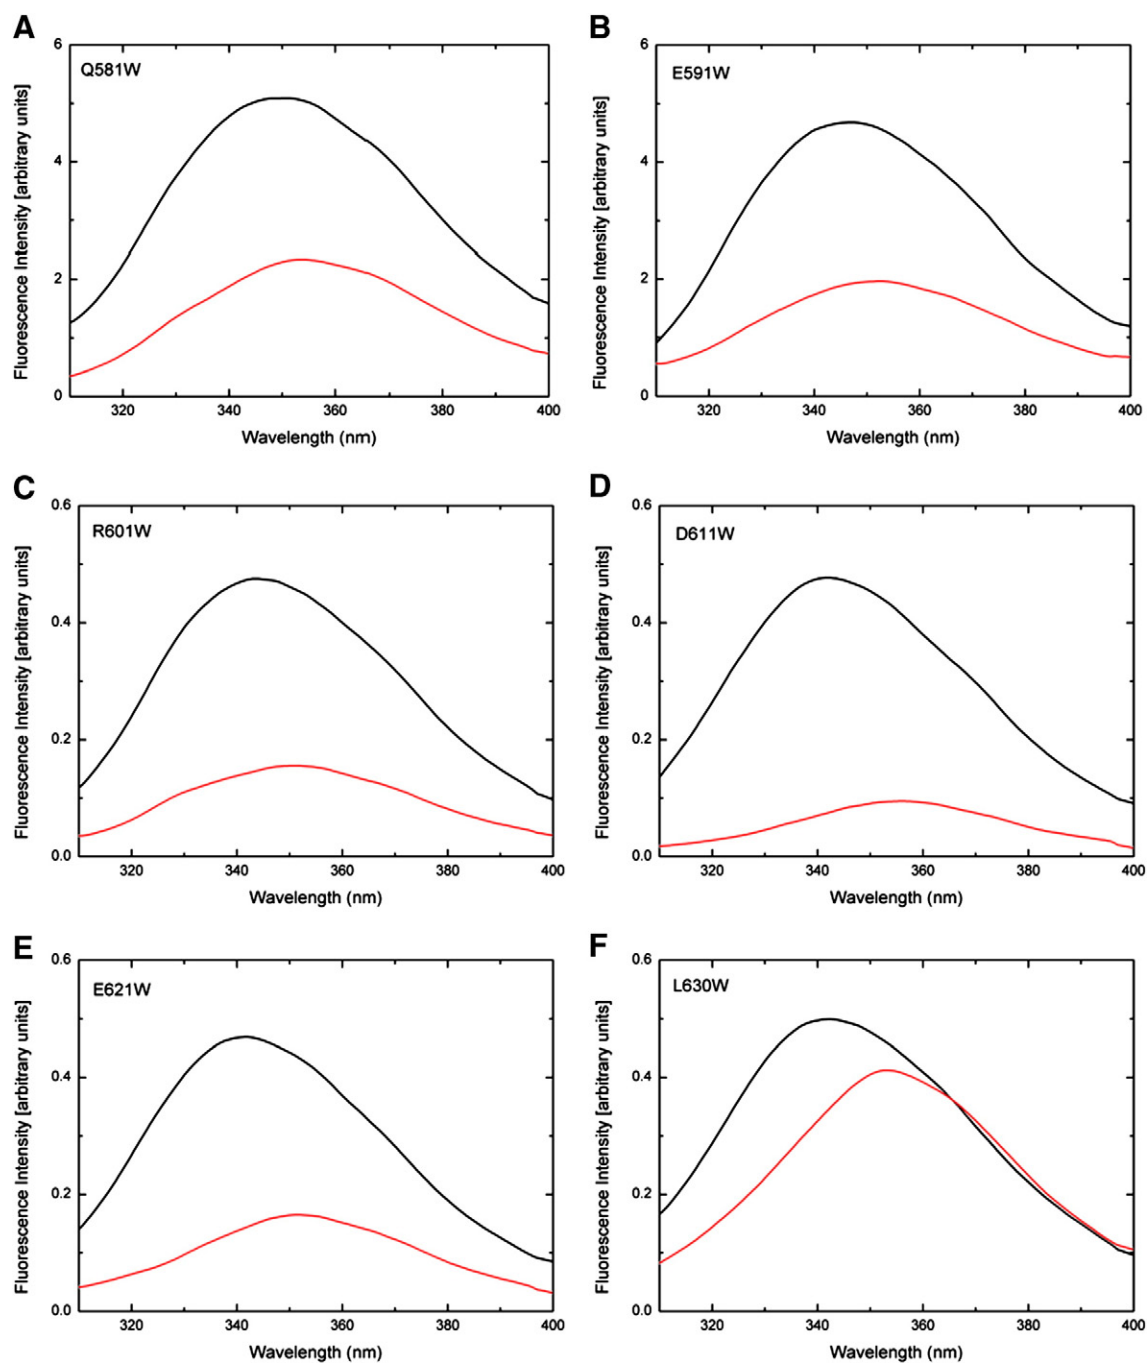 A
Q581W
Fluorescence Intensity [arbitrary units]
6
4
2
0
320 340 360 380 400
Wavelength (nm)
B
E591W
Fluorescence Intensity [arbitrary units]
6
4
2
0
320 340 360 380 400
Wavelength (nm)
C
R601W
Fluorescence Intensity [arbitrary units]
0.6
0.4
0.2
0.0
320 340 360 380 400
Wavelength (nm)
D
D611W
Fluorescence Intensity [arbitrary units]
0.6
0.4
0.2
0.0
320 340 360 380 400
Wavelength (nm)
E
E621W
Fluorescence Intensity [arbitrary units]
0.6
0.4
0.2
0.0
320 340 360 380 400
Wavelength (nm)
F
L630W
Fluorescence Intensity [arbitrary units]
0.6
0.4
0.2
0.0
320 340 360 380 400
Wavelength (nm)